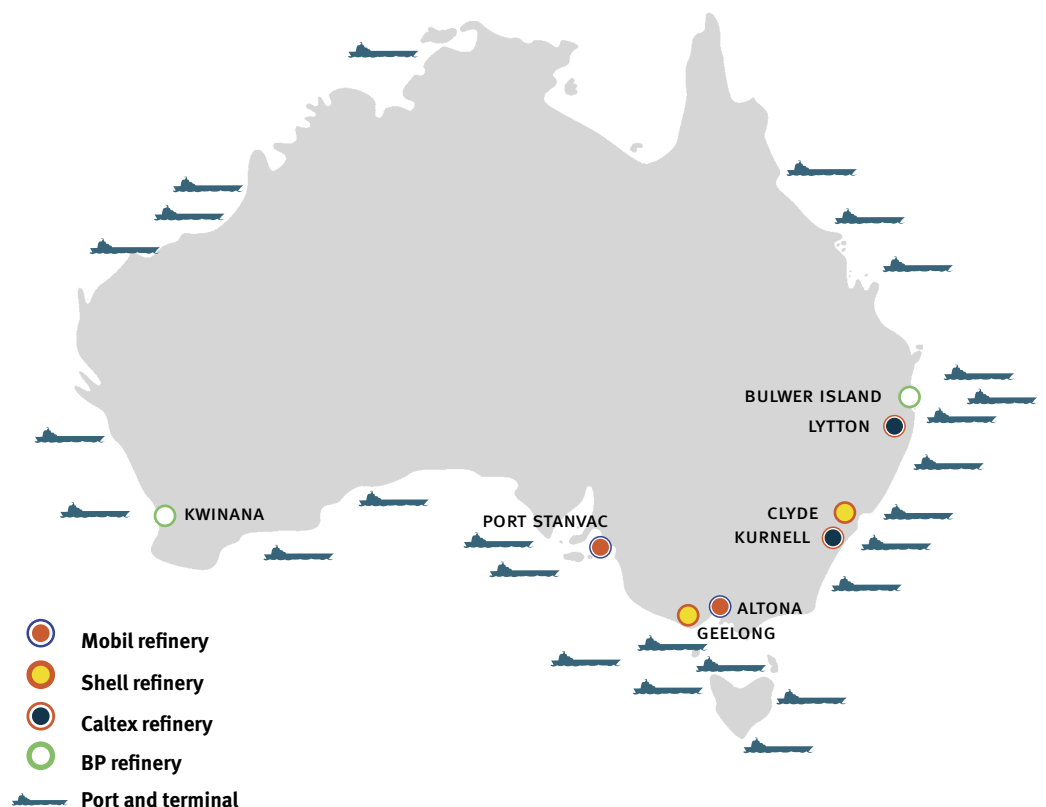 BULWER ISLAND
LYTTON
CLYDE
KWINANA
PORT STANVAC
KURNELL
ALTONA
GEELONG
Mobil refinery
Shell refinery
Caltex refinery
BP refinery
Port and terminal